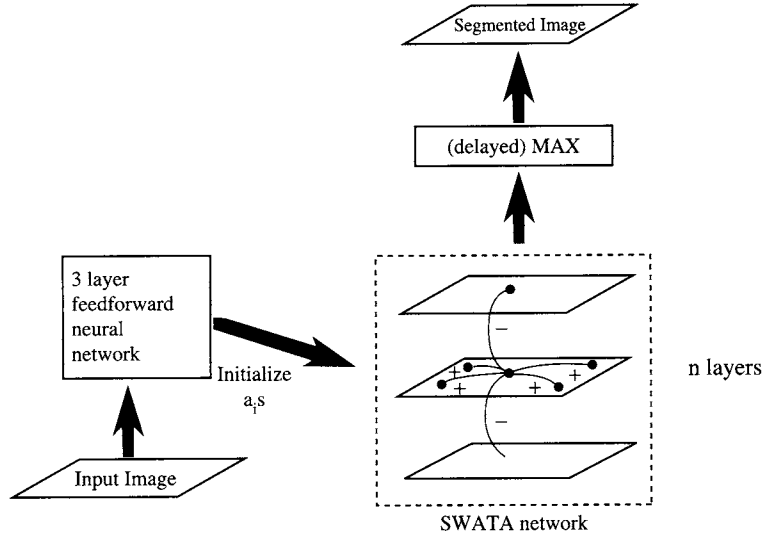 Segmented Image
(delayed) MAX
3 layer
feedforward
neural
network
Initialize
aᵢs
Input Image
−
+
+
+
+
−
n layers
SWATA network